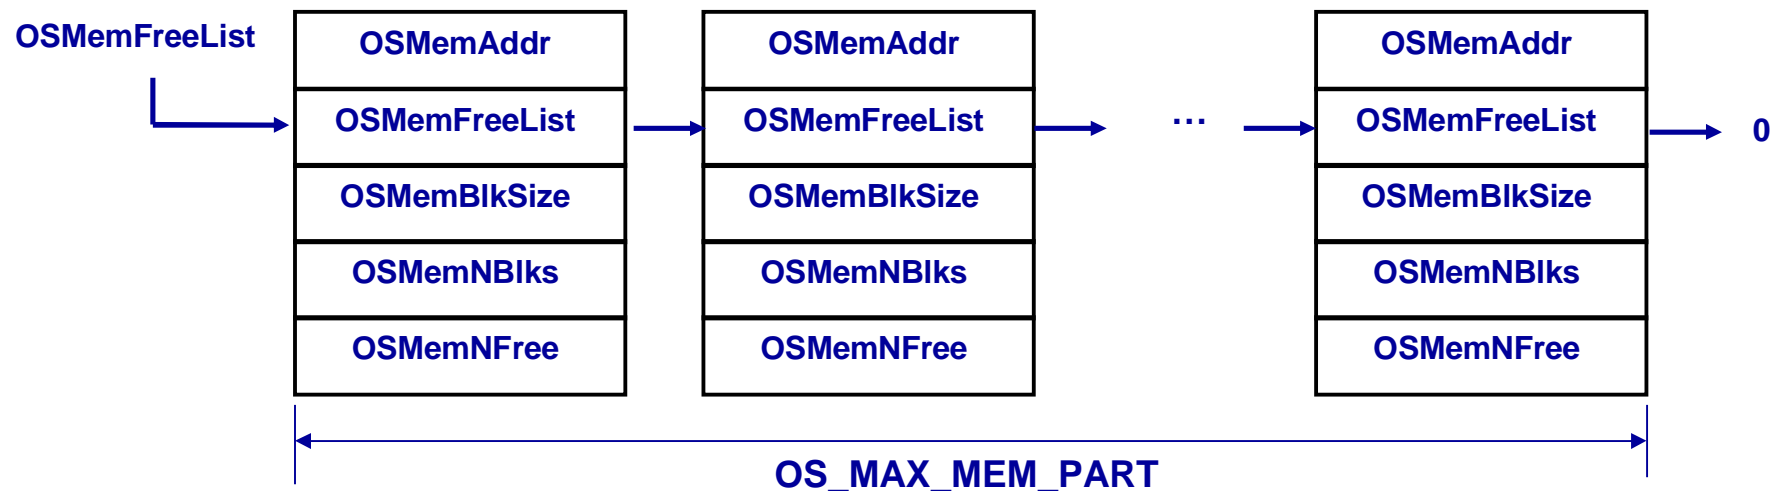 OSMemFreeList
OSMemAddr
OSMemFreeList
OSMemBlkSize
OSMemNBlks
OSMemNFree
OSMemAddr
OSMemFreeList
OSMemBlkSize
OSMemNBlks
OSMemNFree
...
OSMemAddr
OSMemFreeList
OSMemBlkSize
OSMemNBlks
OSMemNFree
0
OS_MAX_MEM_PART